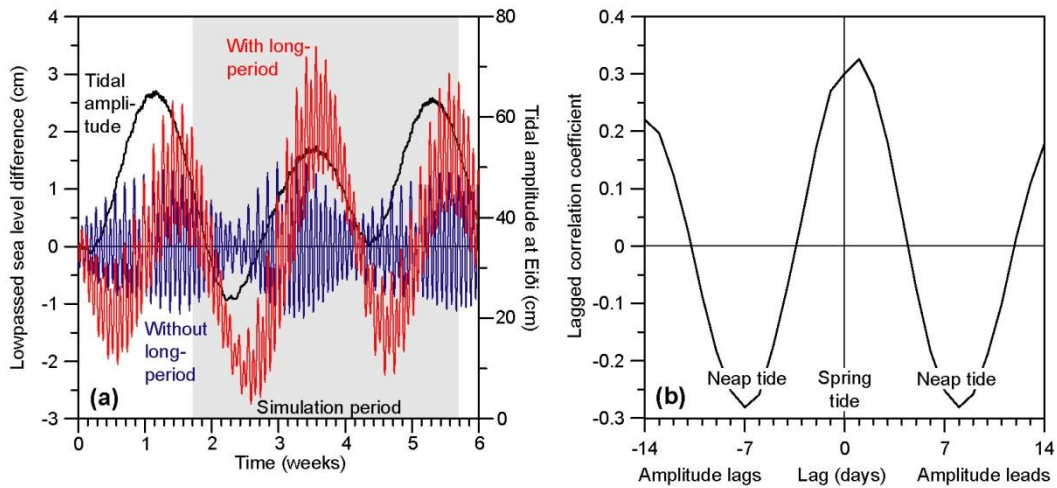 4
3
2
1
0
-1
-2
-3
Lowpassed sea level difference (cm)
80
60
40
20
0
Tidal amplitude at Eiði (cm)
0 1 2 3 4 5 6
Time (weeks)
With long-
period
Tidal
ampli-
tude
Without
long-
period
(a)
Simulation period
0.4
0.3
0.2
0.1
0
-0.1
-0.2
-0.3
Lagged correlation coefficient
Neap tide
Spring
tide
Neap tide
(b)
-14 -7 0 7 14
Amplitude lags Lag (days) Amplitude leads